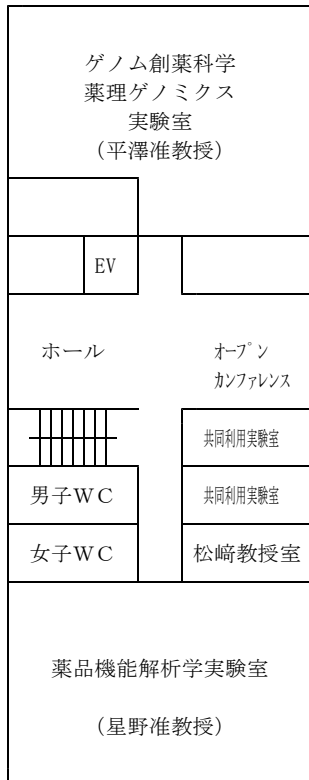 ゲノム創薬科学
薬理ゲノミクス
実験室
(平澤准教授)
EV
ホール
オープン
カンファレンス
共同利用実験室
男子WC
共同利用実験室
女子WC
松﨑教授室
薬品機能解析学実験室
(星野准教授)